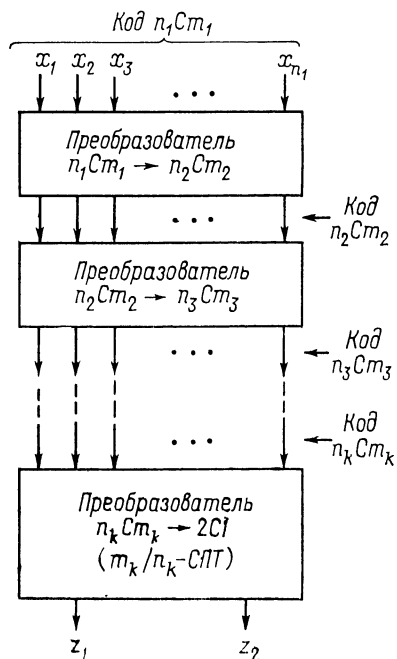 Код n₁Cm₁
x₁ x₂ x₃ ... xₙ₁
Преобразователь
n₁Cm₁ → n₂Cm₂
... Код
n₂Cm₂
Преобразователь
n₂Cm₂ → n₃Cm₃
... Код
n₃Cm₃
... Код
nₖCmₖ
Преобразователь
nₖCmₖ → 2C1
(mₖ/nₖ-СПТ)
z₁ z₂